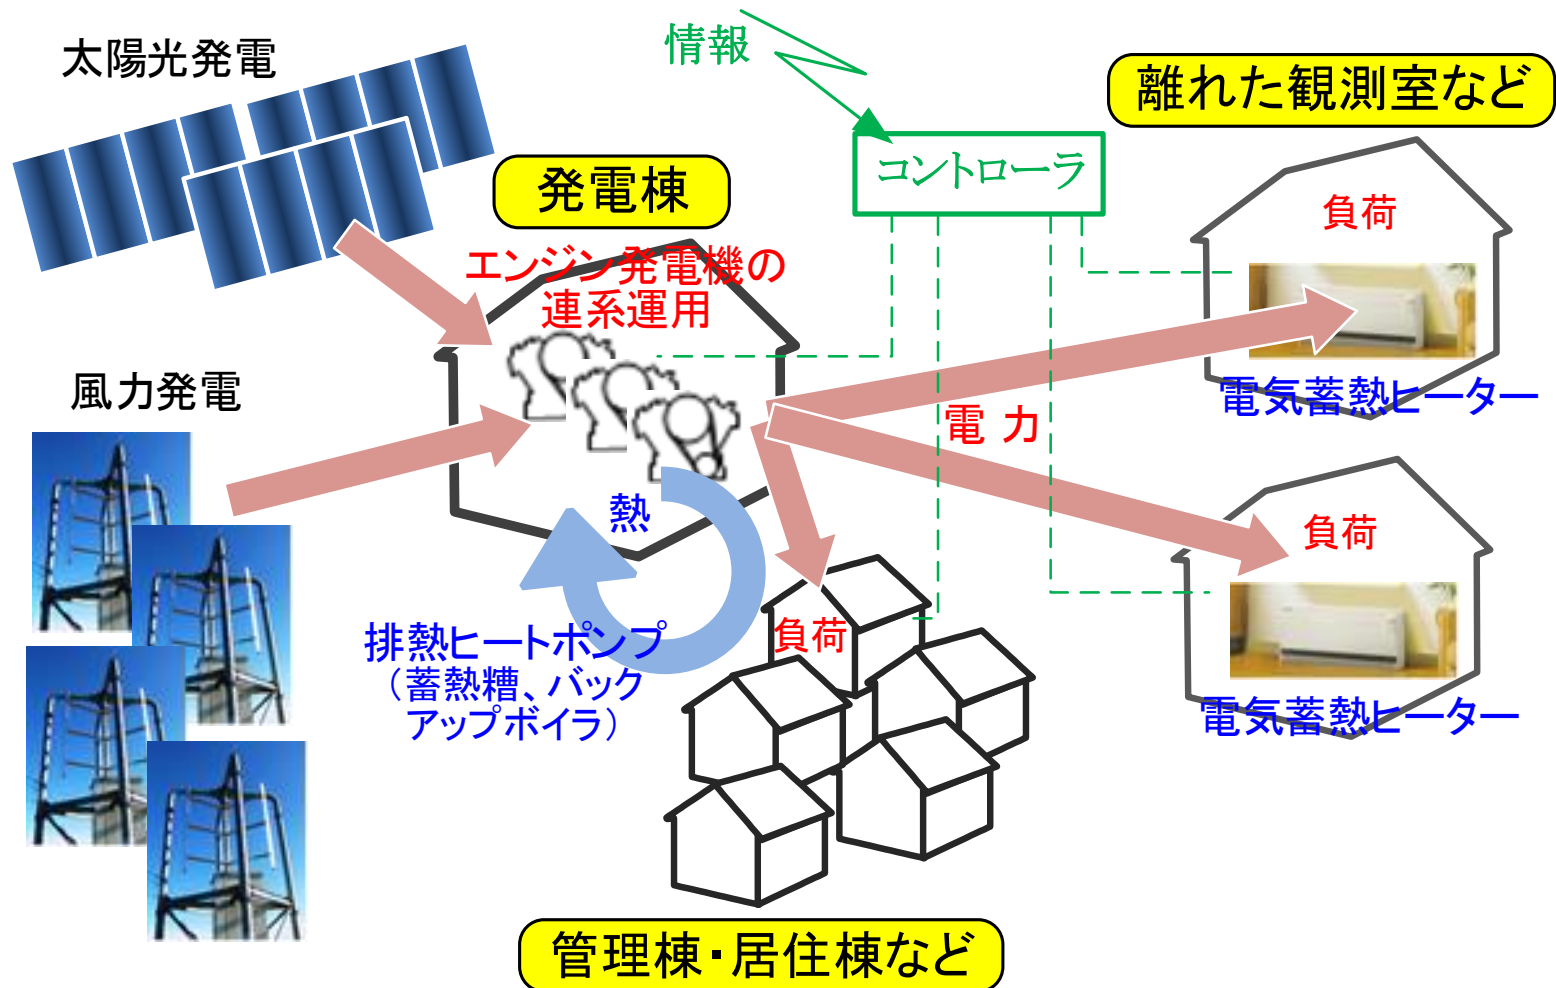 太陽光発電
情報
離れた観測室など
コントローラ
発電棟
エンジン発電機の
連系運用
負荷
風力発電
電気蓄熱ヒーター
電 力
熱
負荷
排熱ヒートポンプ
（蓄熱糟、バック
アップボイラ）
負荷
電気蓄熱ヒーター
管理棟・居住棟など